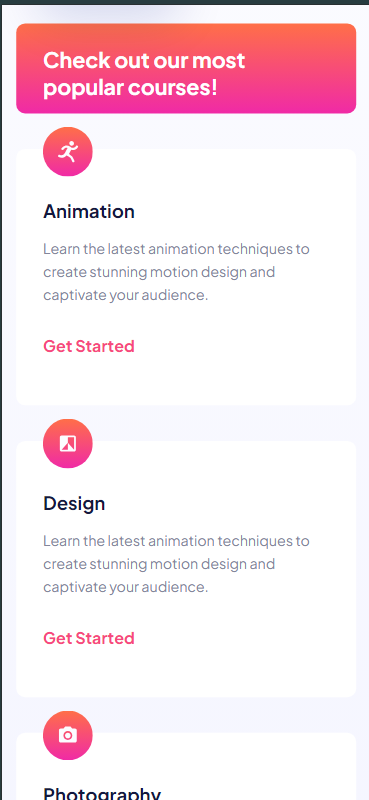 Check out our most
popular courses!
Animation
Learn the latest animation techniques to
create stunning motion design and
captivate your audience.
Get Started
Design
Learn the latest animation techniques to
create stunning motion design and
captivate your audience.
Get Started
Photography